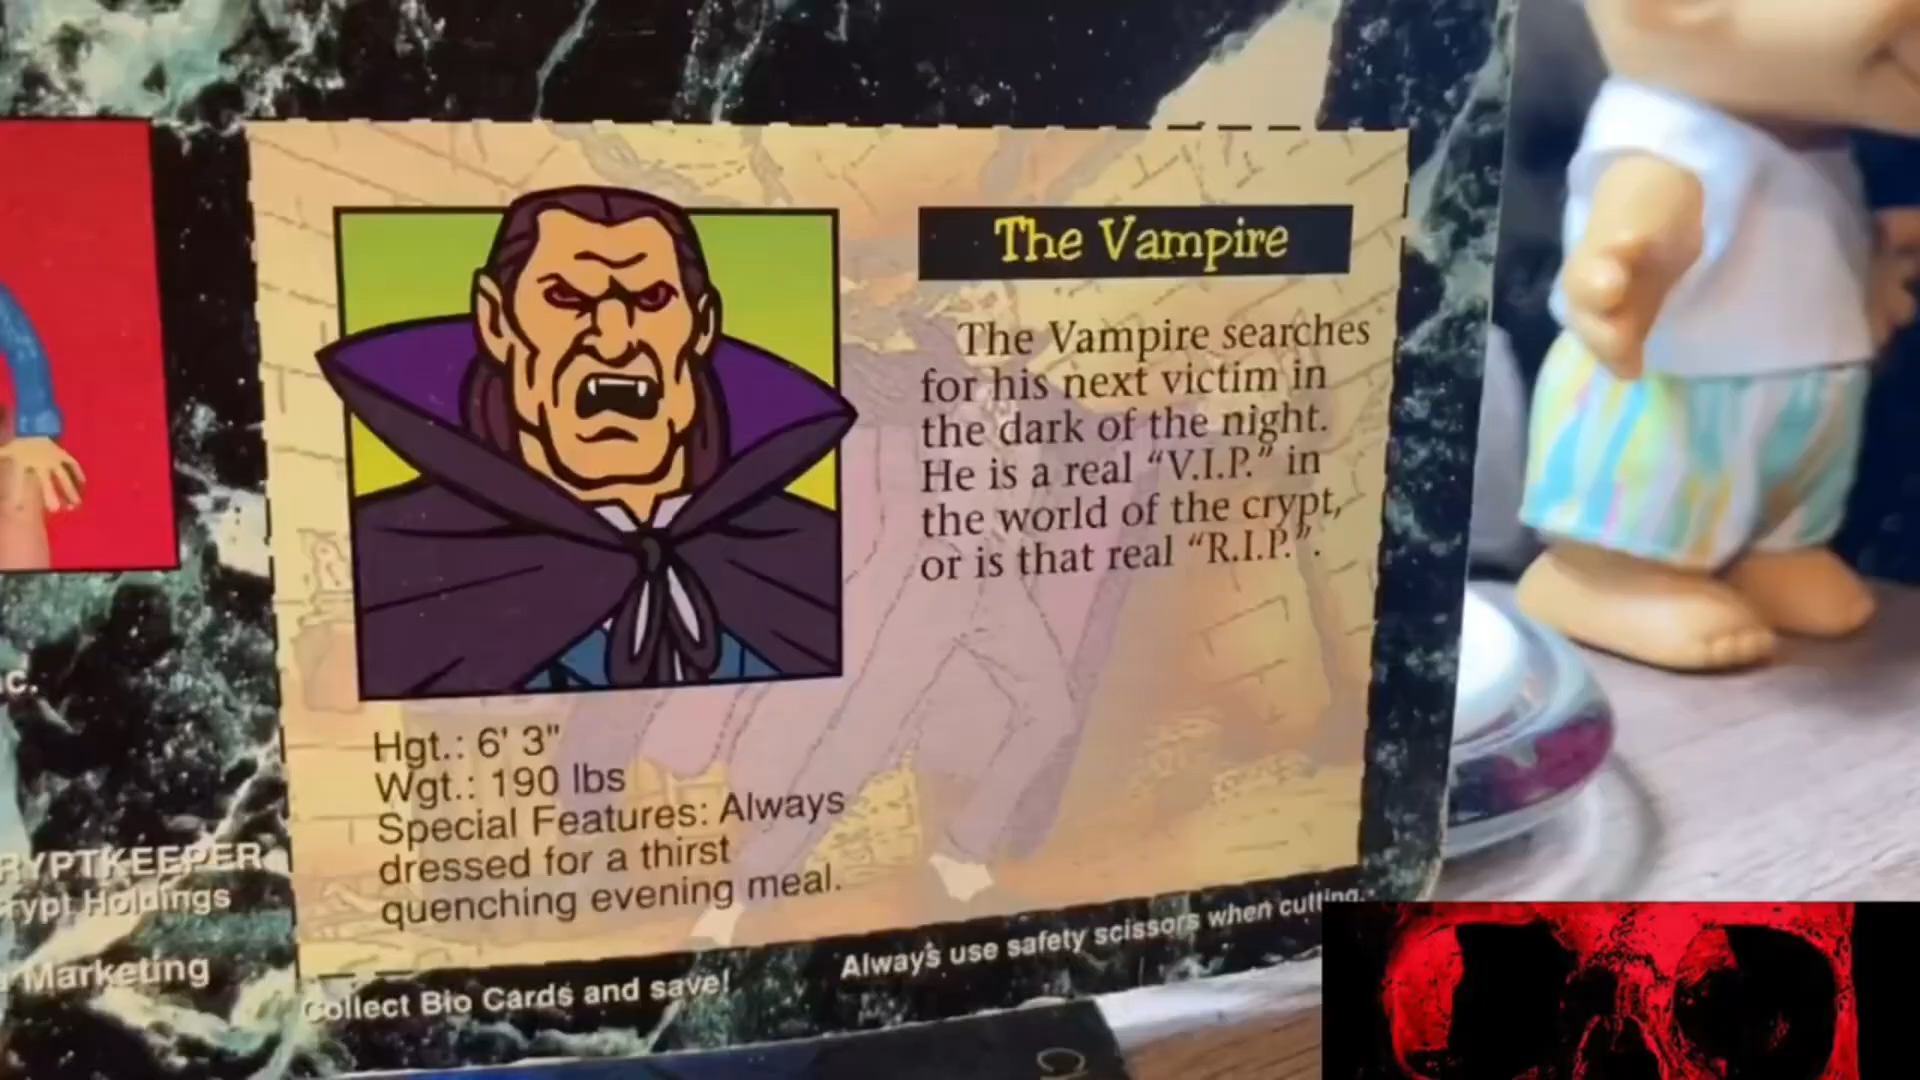 The Vampire
The Vampire searches
for his next victim in
the dark of the night.
He is a real “V.I.P.” in
the world of the crypt,
or is that real “R.I.P.”.
Hgt.: 6' 3"
Wgt.: 190 lbs
Special Features: Always
dressed for a thirst
quenching evening meal.
Collect Bio Cards and save!
Always use safety scissors when cutting.
RYPTKEEPER
rypt Holdings
Marketing